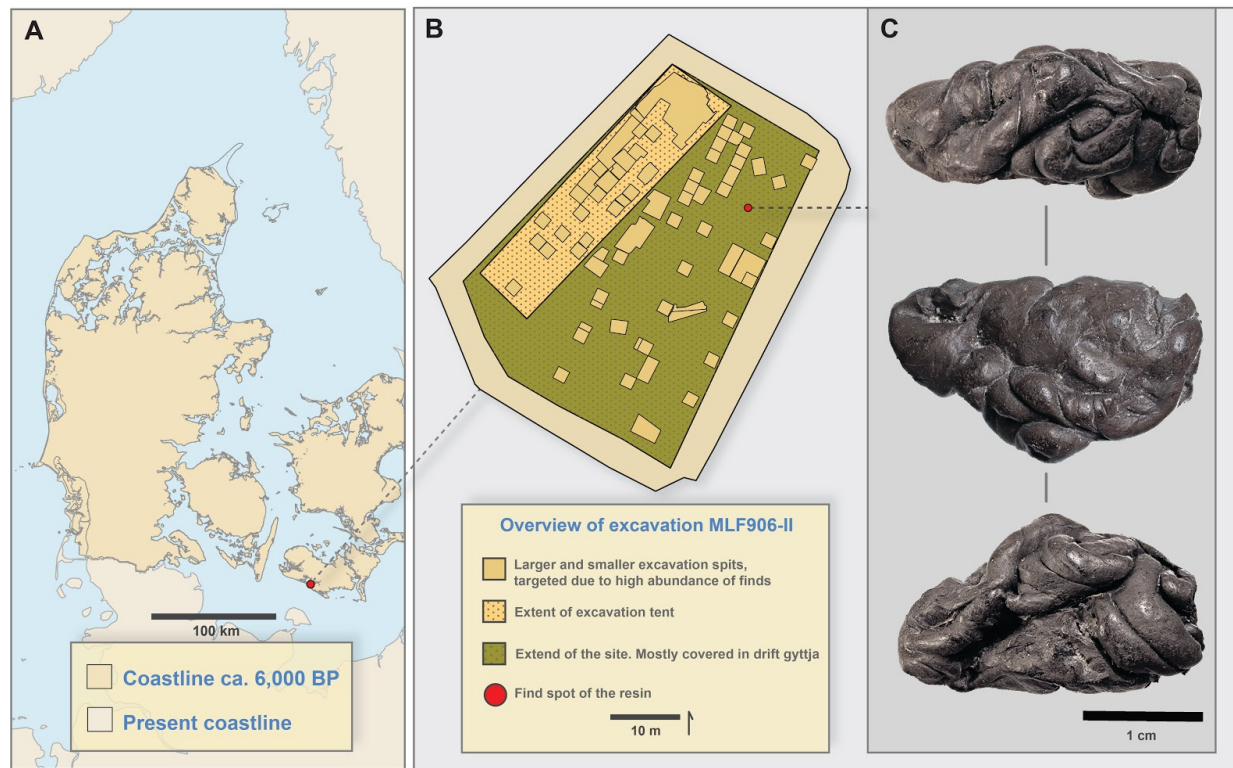 A
100 km
Coastline ca. 6,000 BP
Present coastline
B
Overview of excavation MLF906-II
Larger and smaller excavation spits,
targeted due to high abundance of finds
Extent of excavation tent
Extend of the site. Mostly covered in drift gyttja
Find spot of the resin
10 m
C
1 cm